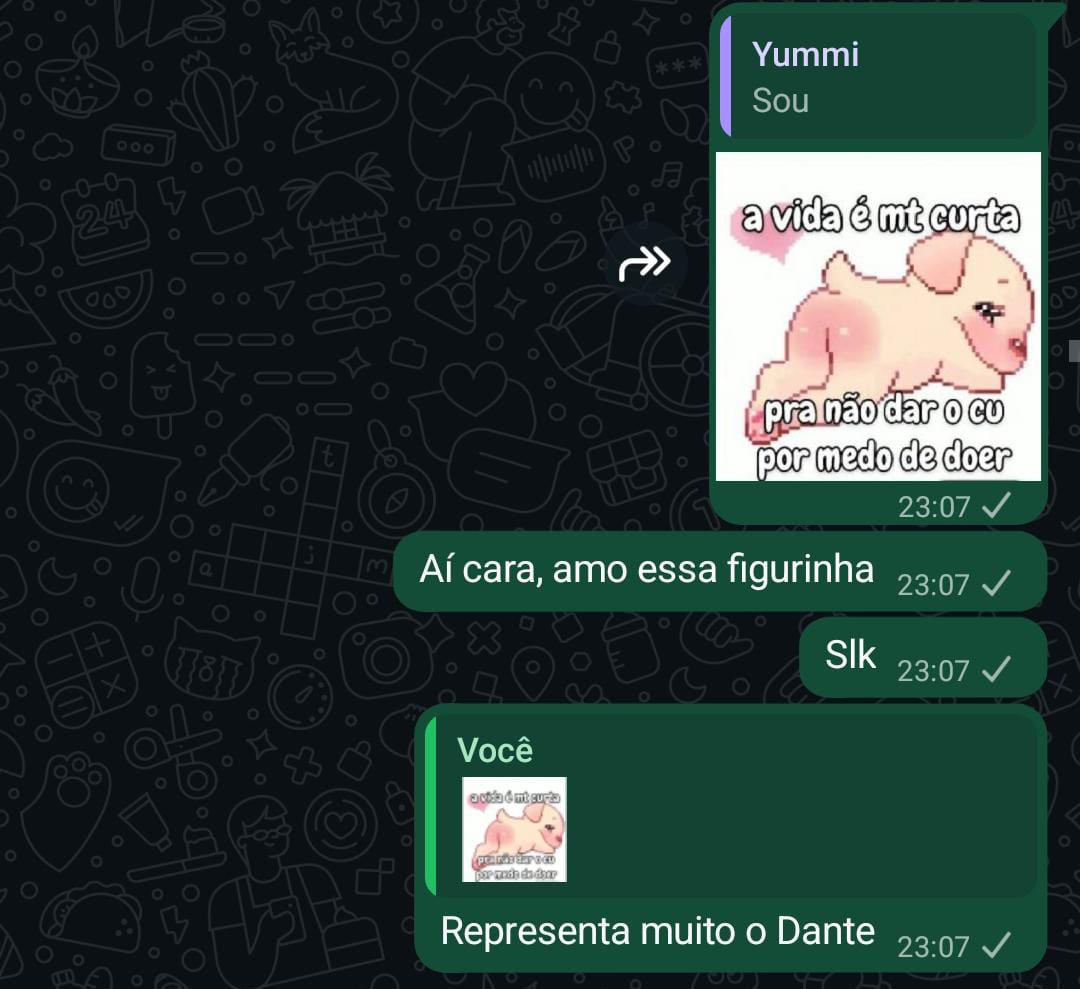 Yummi
Sou
a vida é mt curta
pra não dar o cu
por medo de doer
23:07
Aí cara, amo essa figurinha 23:07
Slk 23:07
Você
a vida é mt curta
pra não dar o cu
por medo de doer
Representa muito o Dante 23:07